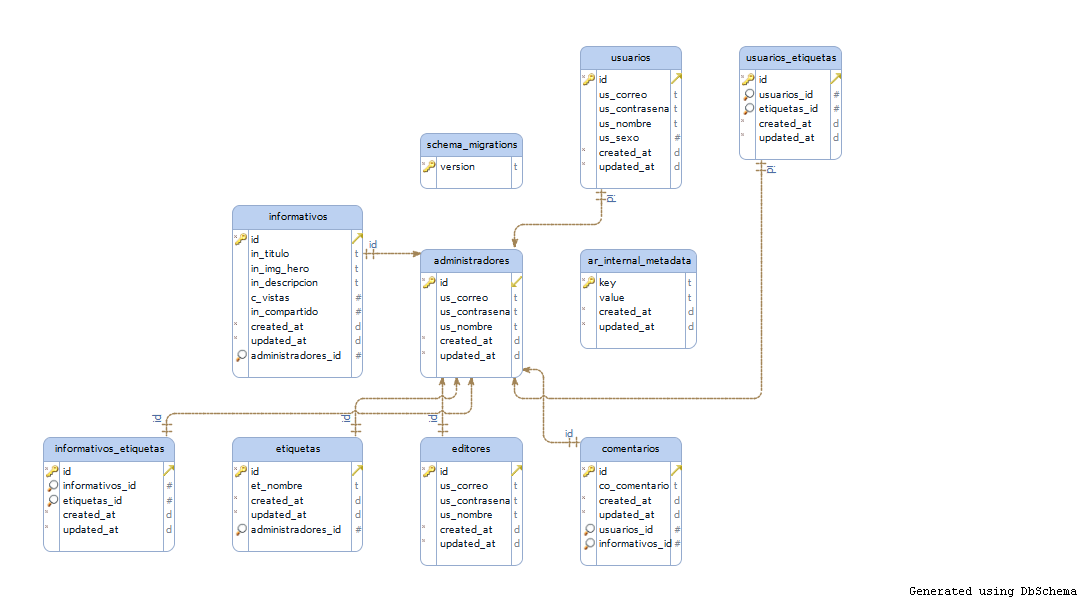 usuarios
id
us_correo t
us_contrasena t
us_nombre t
us_sexo #
* created_at d
* updated_at d
id
usuarios_etiquetas
id
usuarios_id #
etiquetas_id #
* created_at d
* updated_at d
id
schema_migrations
version t
informativos
id
in_titulo t
in_img_hero t
in_descripcion t
c_vistas #
in_compartido #
* created_at d
* updated_at d
administradores_id #
id
administradores
id
us_correo t
us_contrasena t
us_nombre t
* created_at d
* updated_at d
ar_internal_metadata
key t
value t
* created_at d
* updated_at d
id
informativos_etiquetas
id
informativos_id #
etiquetas_id #
* created_at d
* updated_at d
id
etiquetas
id
et_nombre t
* created_at d
* updated_at d
administradores_id #
id
editores
id
us_correo t
us_contrasena t
us_nombre t
* created_at d
* updated_at d
id
comentarios
id
co_comentario t
* created_at d
* updated_at d
usuarios_id #
informativos_id #
Generated using DbSchema